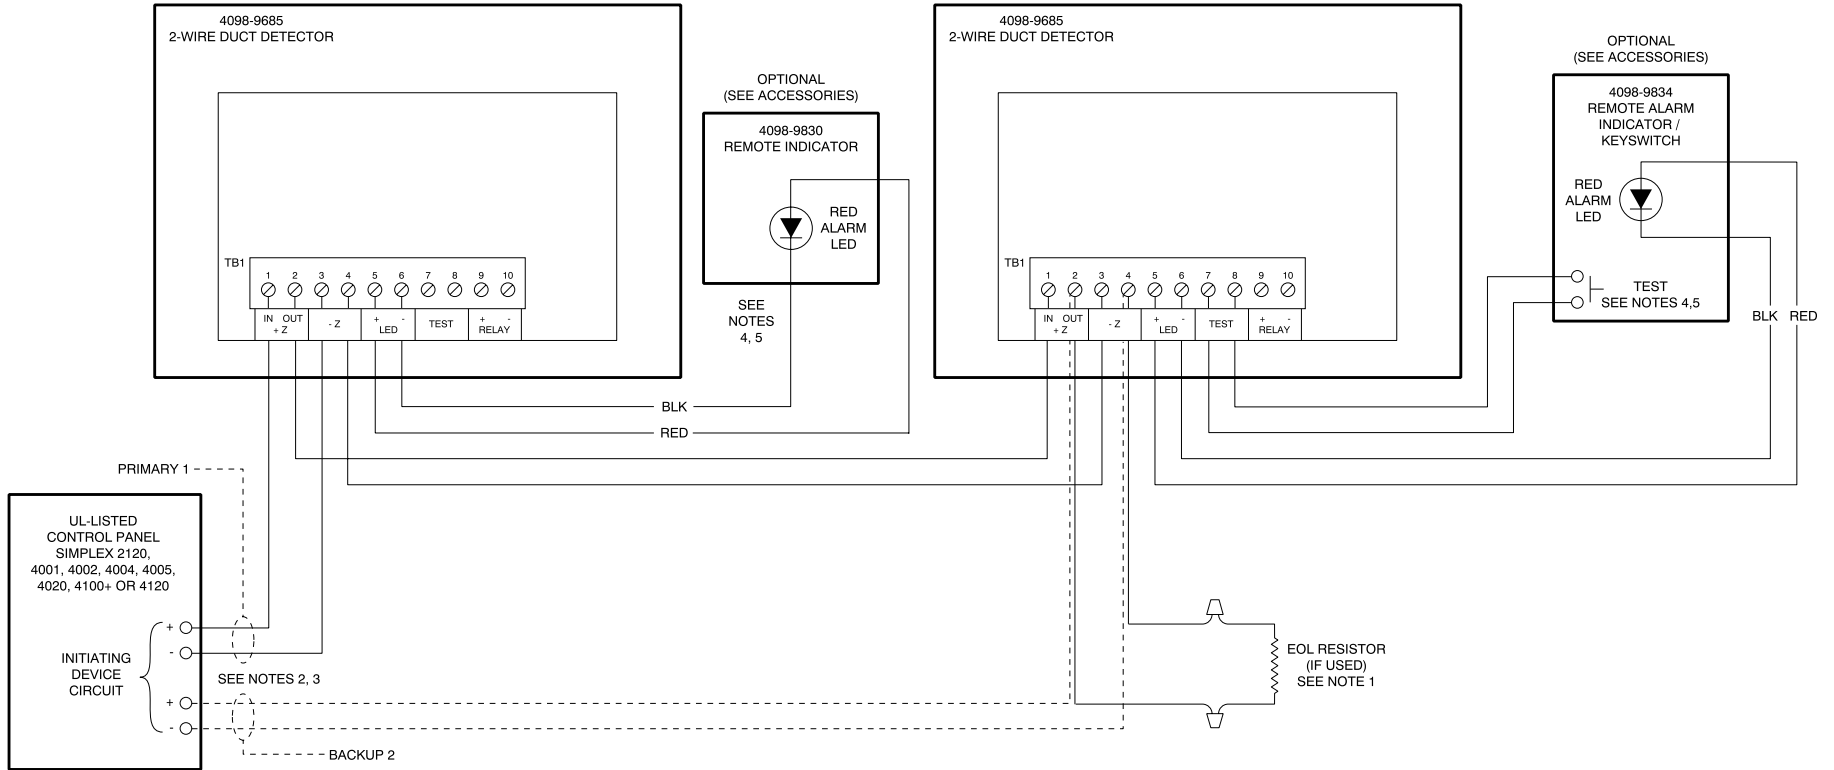 4098-9685
2-WIRE DUCT DETECTOR
TB1
1 2 3 4 5 6 7 8 9 10
IN OUT
+ Z
- Z
+ -
LED
TEST
+ -
RELAY
OPTIONAL
(SEE ACCESSORIES)
4098-9830
REMOTE INDICATOR
RED
ALARM
LED
SEE
NOTES
4, 5
4098-9685
2-WIRE DUCT DETECTOR
TB1
1 2 3 4 5 6 7 8 9 10
IN OUT
+ Z
- Z
+ -
LED
TEST
+ -
RELAY
OPTIONAL
(SEE ACCESSORIES)
4098-9834
REMOTE ALARM
INDICATOR /
KEYSWITCH
RED
ALARM
LED
TEST
SEE NOTES 4,5
BLK RED
BLK
RED
PRIMARY 1
UL-LISTED
CONTROL PANEL
SIMPLEX 2120,
4001, 4002, 4004, 4005,
4020, 4100+ OR 4120
INITIATING
DEVICE
CIRCUIT
+
-
+
-
SEE NOTES 2, 3
BACKUP 2
EOL RESISTOR
(IF USED)
SEE NOTE 1